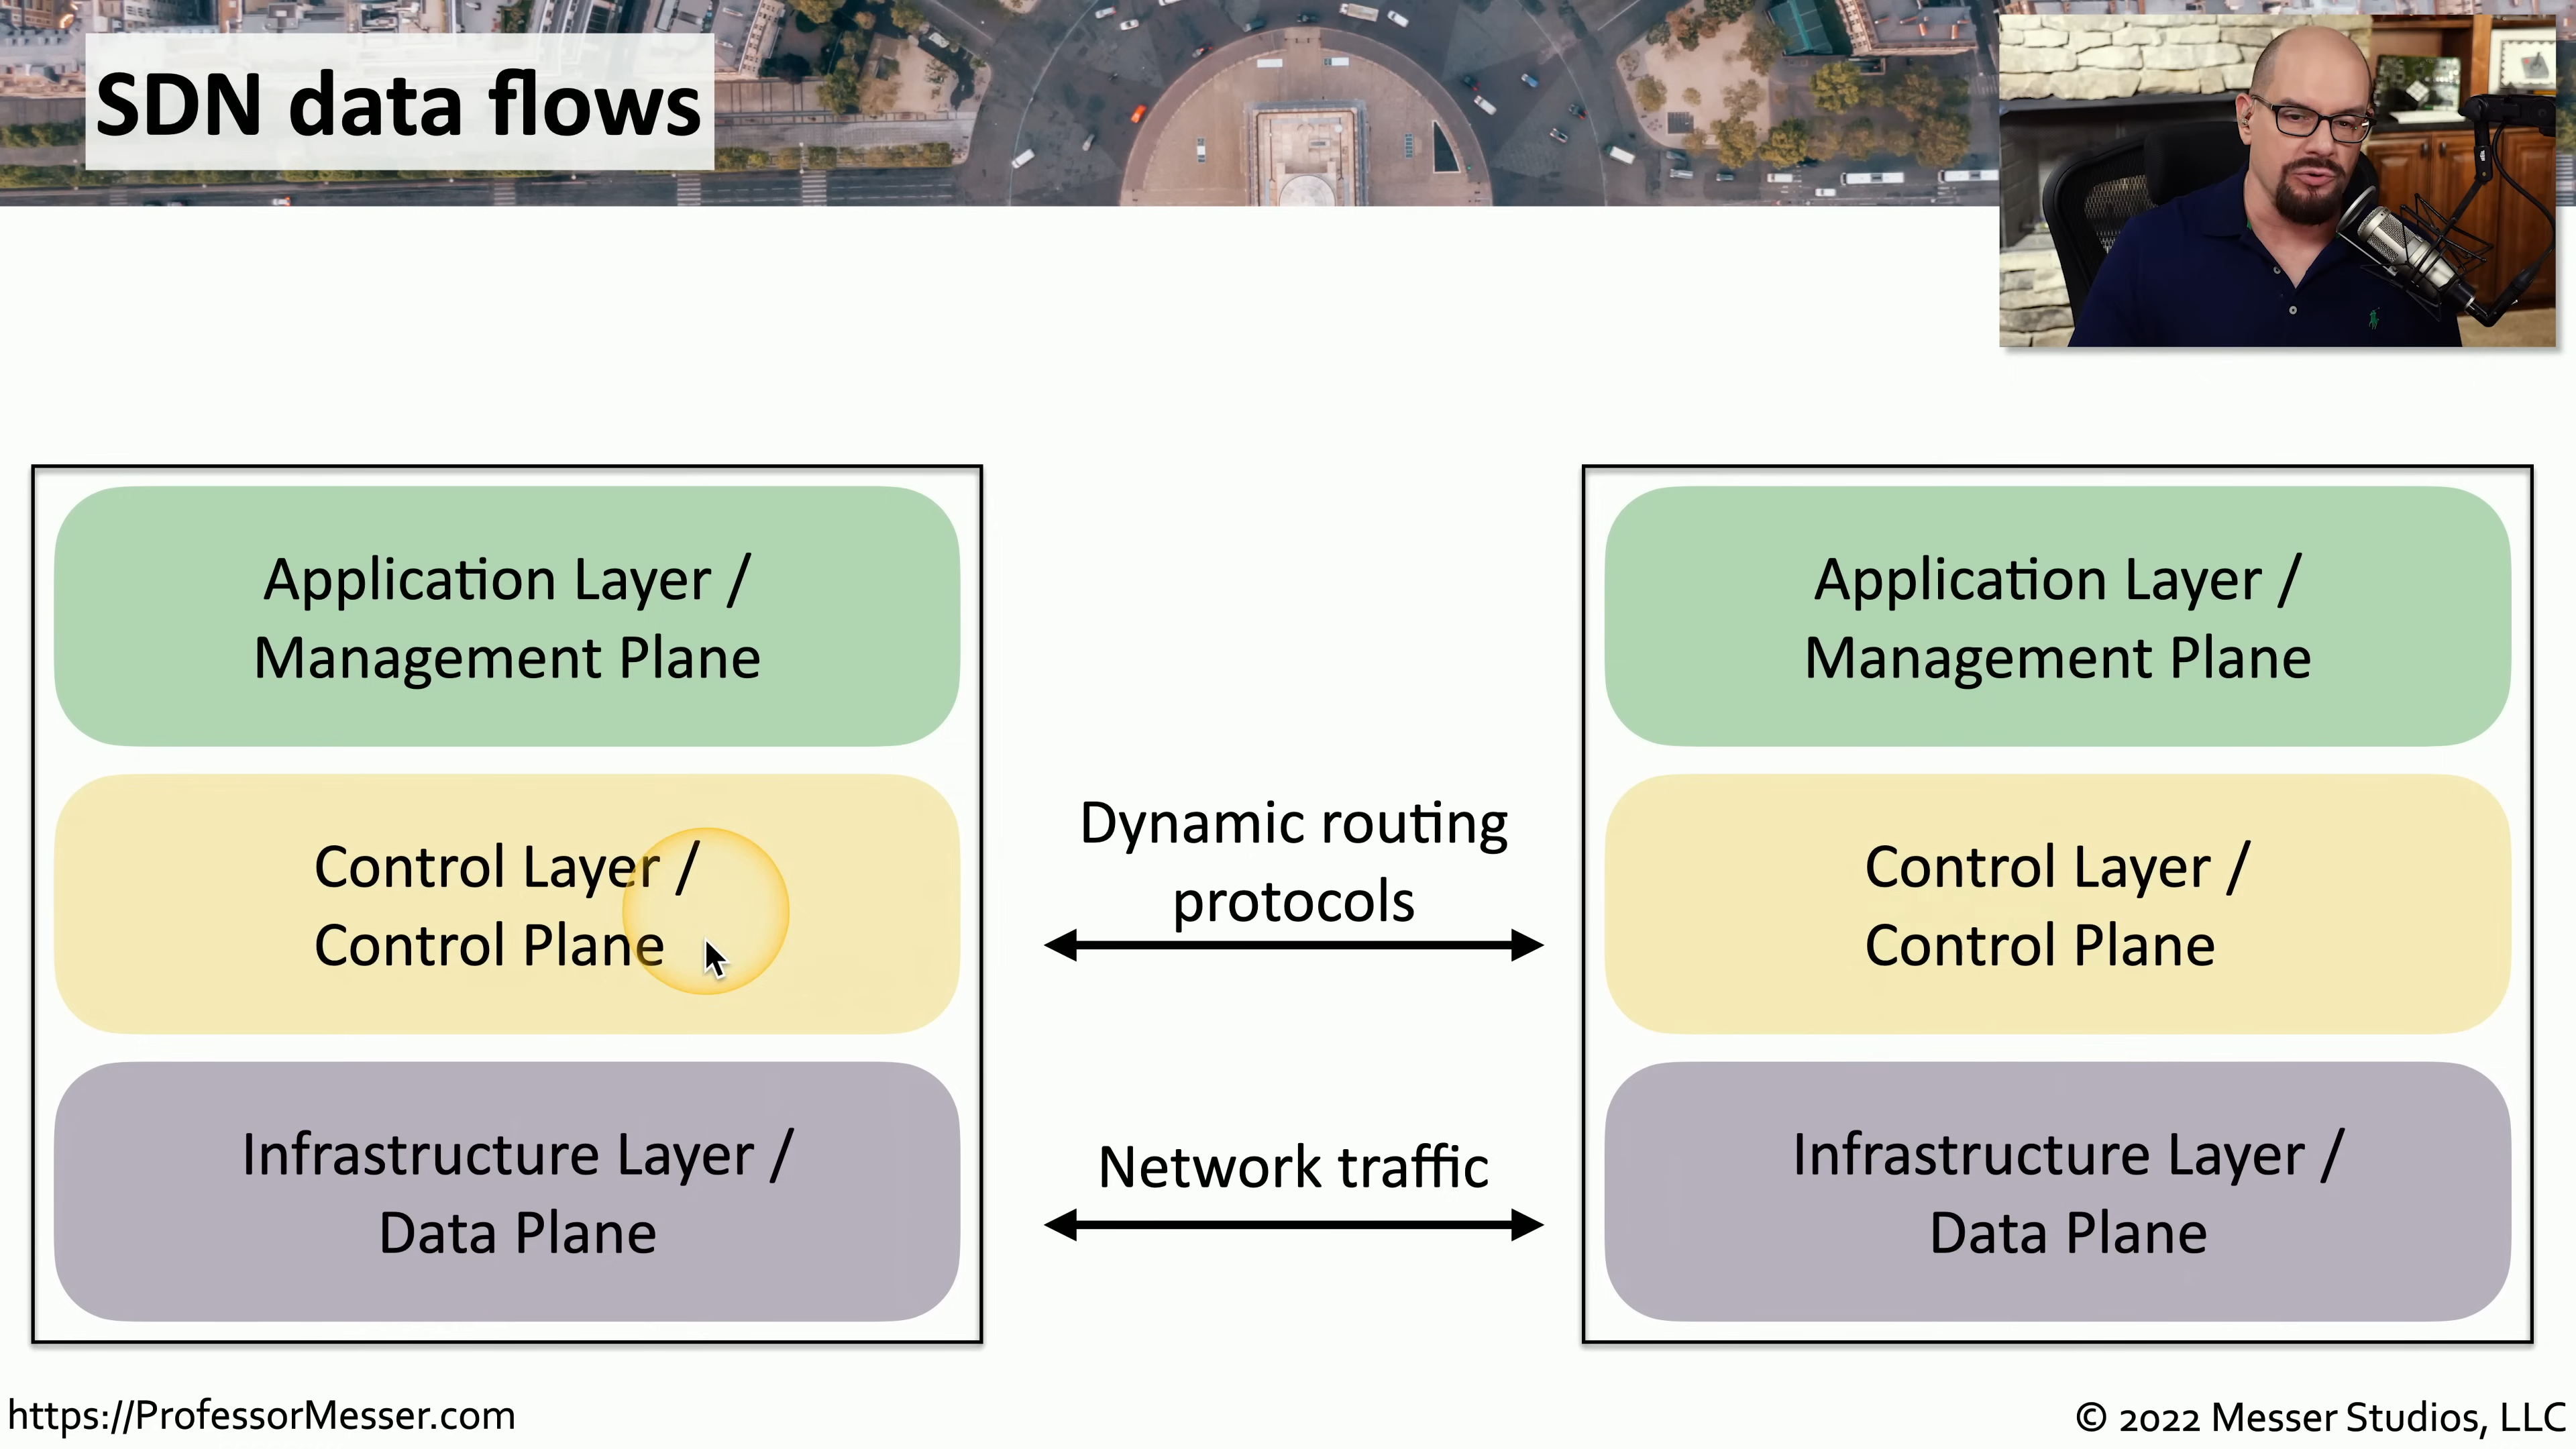 SDN data flows
Application Layer /
Management Plane
Control Layer /
Control Plane
Infrastructure Layer /
Data Plane
Dynamic routing
protocols
Network traffic
Application Layer /
Management Plane
Control Layer /
Control Plane
Infrastructure Layer /
Data Plane
https://ProfessorMesser.com
© 2022 Messer Studios, LLC